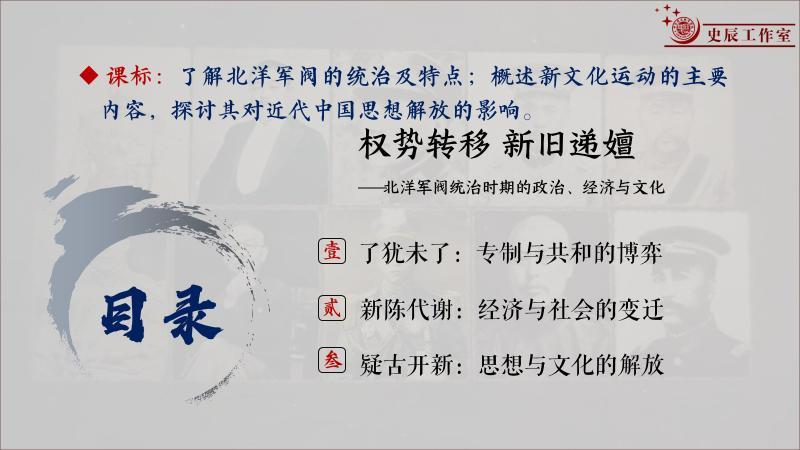 史辰工作室
◆ 课标：了解北洋军阀的统治及特点；概述新文化运动的主要
内容，探讨其对近代中国思想解放的影响。
权势转移 新旧递嬗
——北洋军阀统治时期的政治、经济与文化
目录
壹 了犹未了：专制与共和的博弈
贰 新陈代谢：经济与社会的变迁
叁 疑古开新：思想与文化的解放